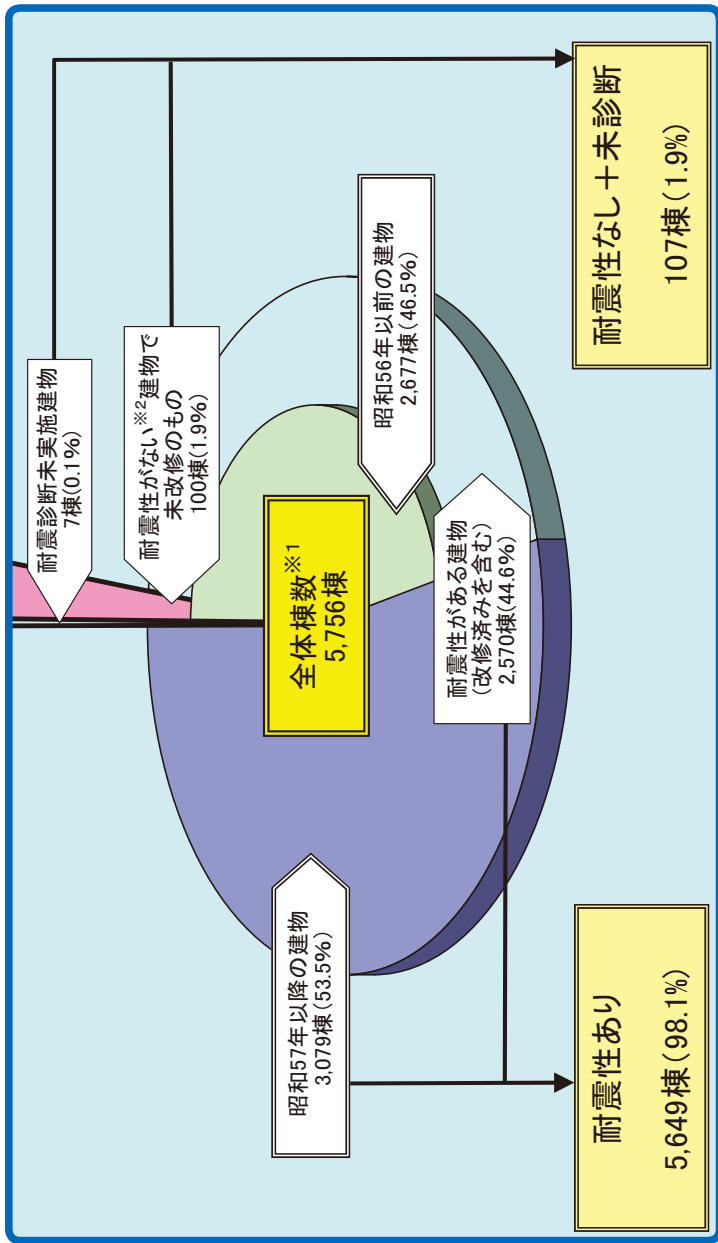 耐震診断未実施建物
7棟(0.1%)
耐震性がない※2建物で
未改修のもの
100棟(1.9%)
昭和56年以前の建物
2,677棟(46.5%)
全体棟数※1
5,756棟
昭和57年以降の建物
3,079棟(53.5%)
耐震性がある建物
(改修済みを含む)
2,570棟(44.6%)
耐震性あり
5,649棟(98.1%)
耐震性なし＋未診断
107棟(1.9%)